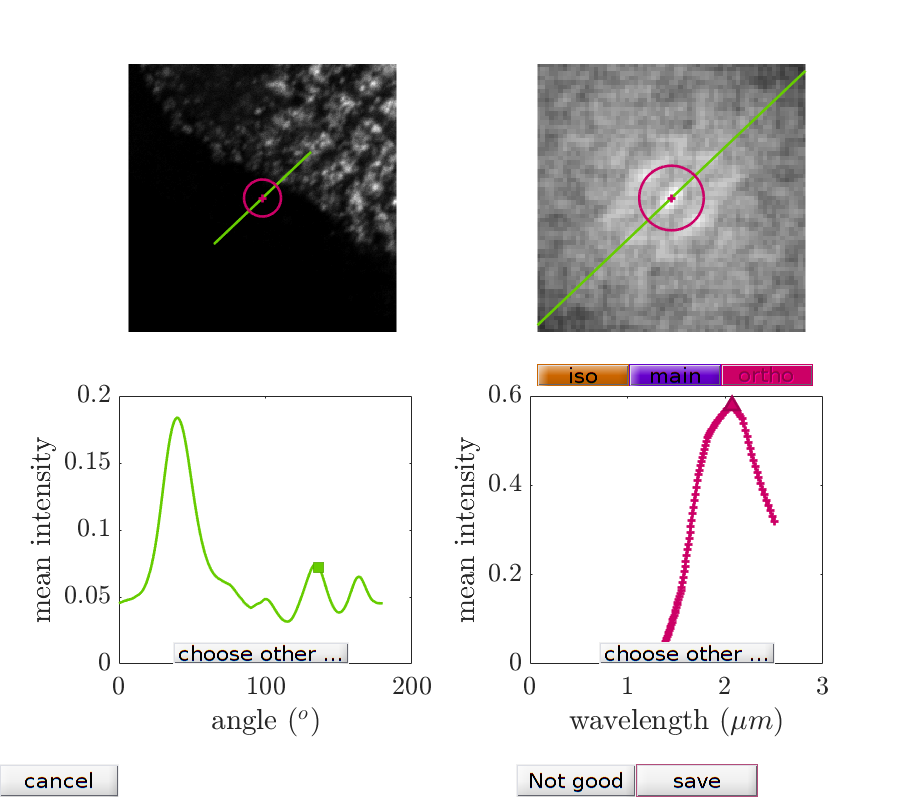 iso main ortho
0.2
0.15
0.1
0.05
0
mean intensity
choose other ...
0 100 200
angle (°)
0.6
0.4
0.2
0
mean intensity
choose other ...
0 1 2 3
wavelength (μm)
cancel
Not good save